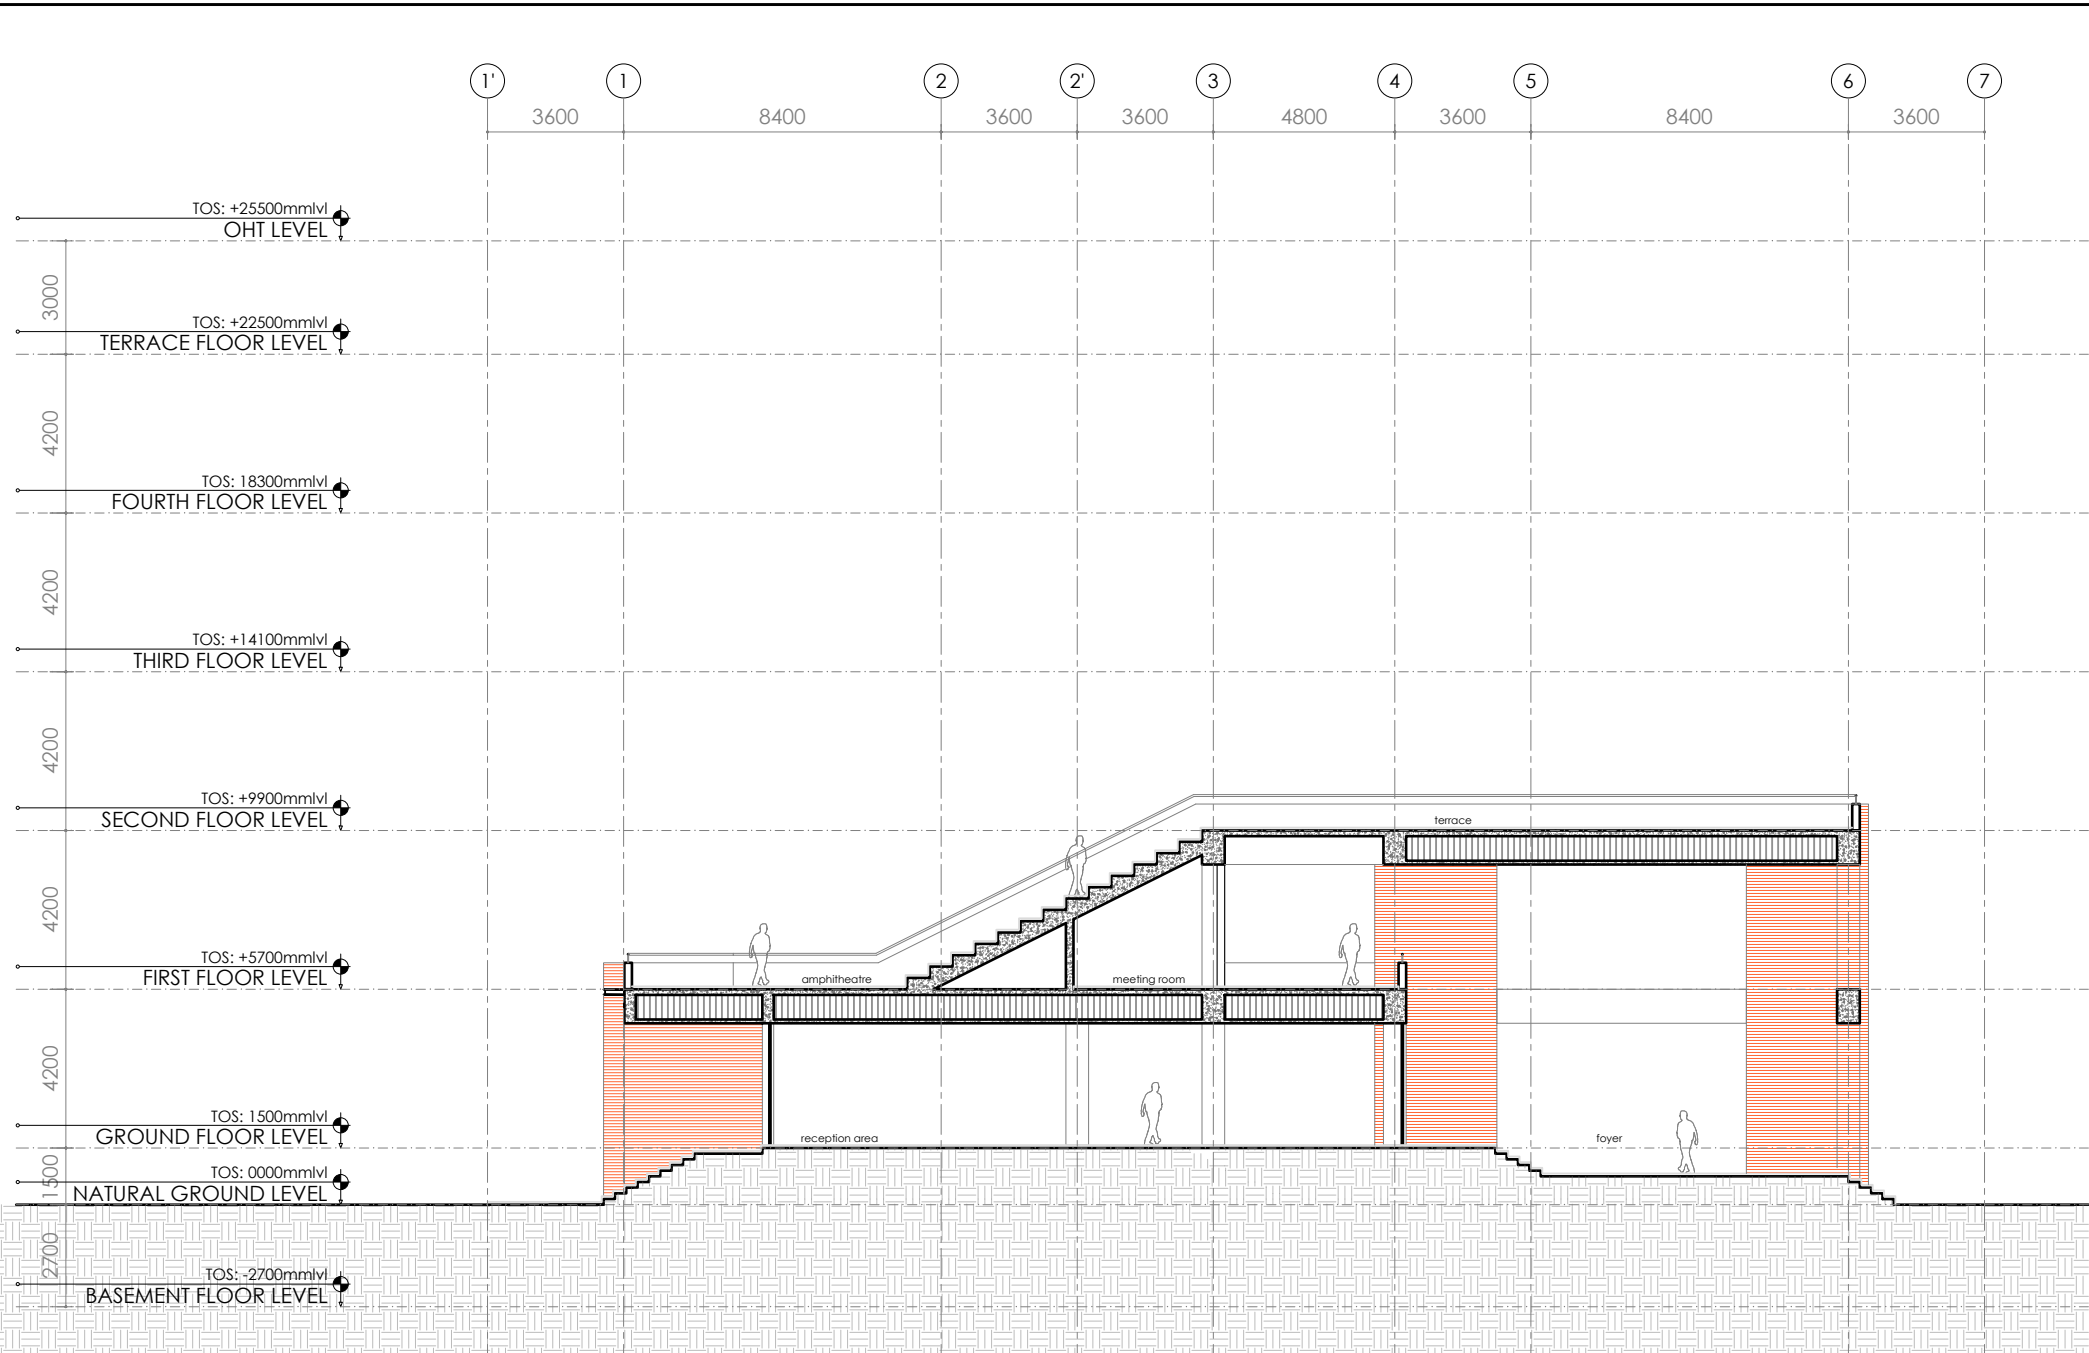 1' 1 2 2' 3 4 5 6 7
3600 8400 3600 3600 4800 3600 8400 3600
TOS: +25500mmlvl
OHT LEVEL
3000
TOS: +22500mmlvl
TERRACE FLOOR LEVEL
4200
TOS: 18300mmlvl
FOURTH FLOOR LEVEL
4200
TOS: +14100mmlvl
THIRD FLOOR LEVEL
4200
TOS: +9900mmlvl
SECOND FLOOR LEVEL
terrace
4200
TOS: +5700mmlvl
FIRST FLOOR LEVEL
amphitheatre
meeting room
4200
TOS: 1500mmlvl
GROUND FLOOR LEVEL
reception area
foyer
1500
TOS: 0000mmlvl
NATURAL GROUND LEVEL
2700
TOS: -2700mmlvl
BASEMENT FLOOR LEVEL